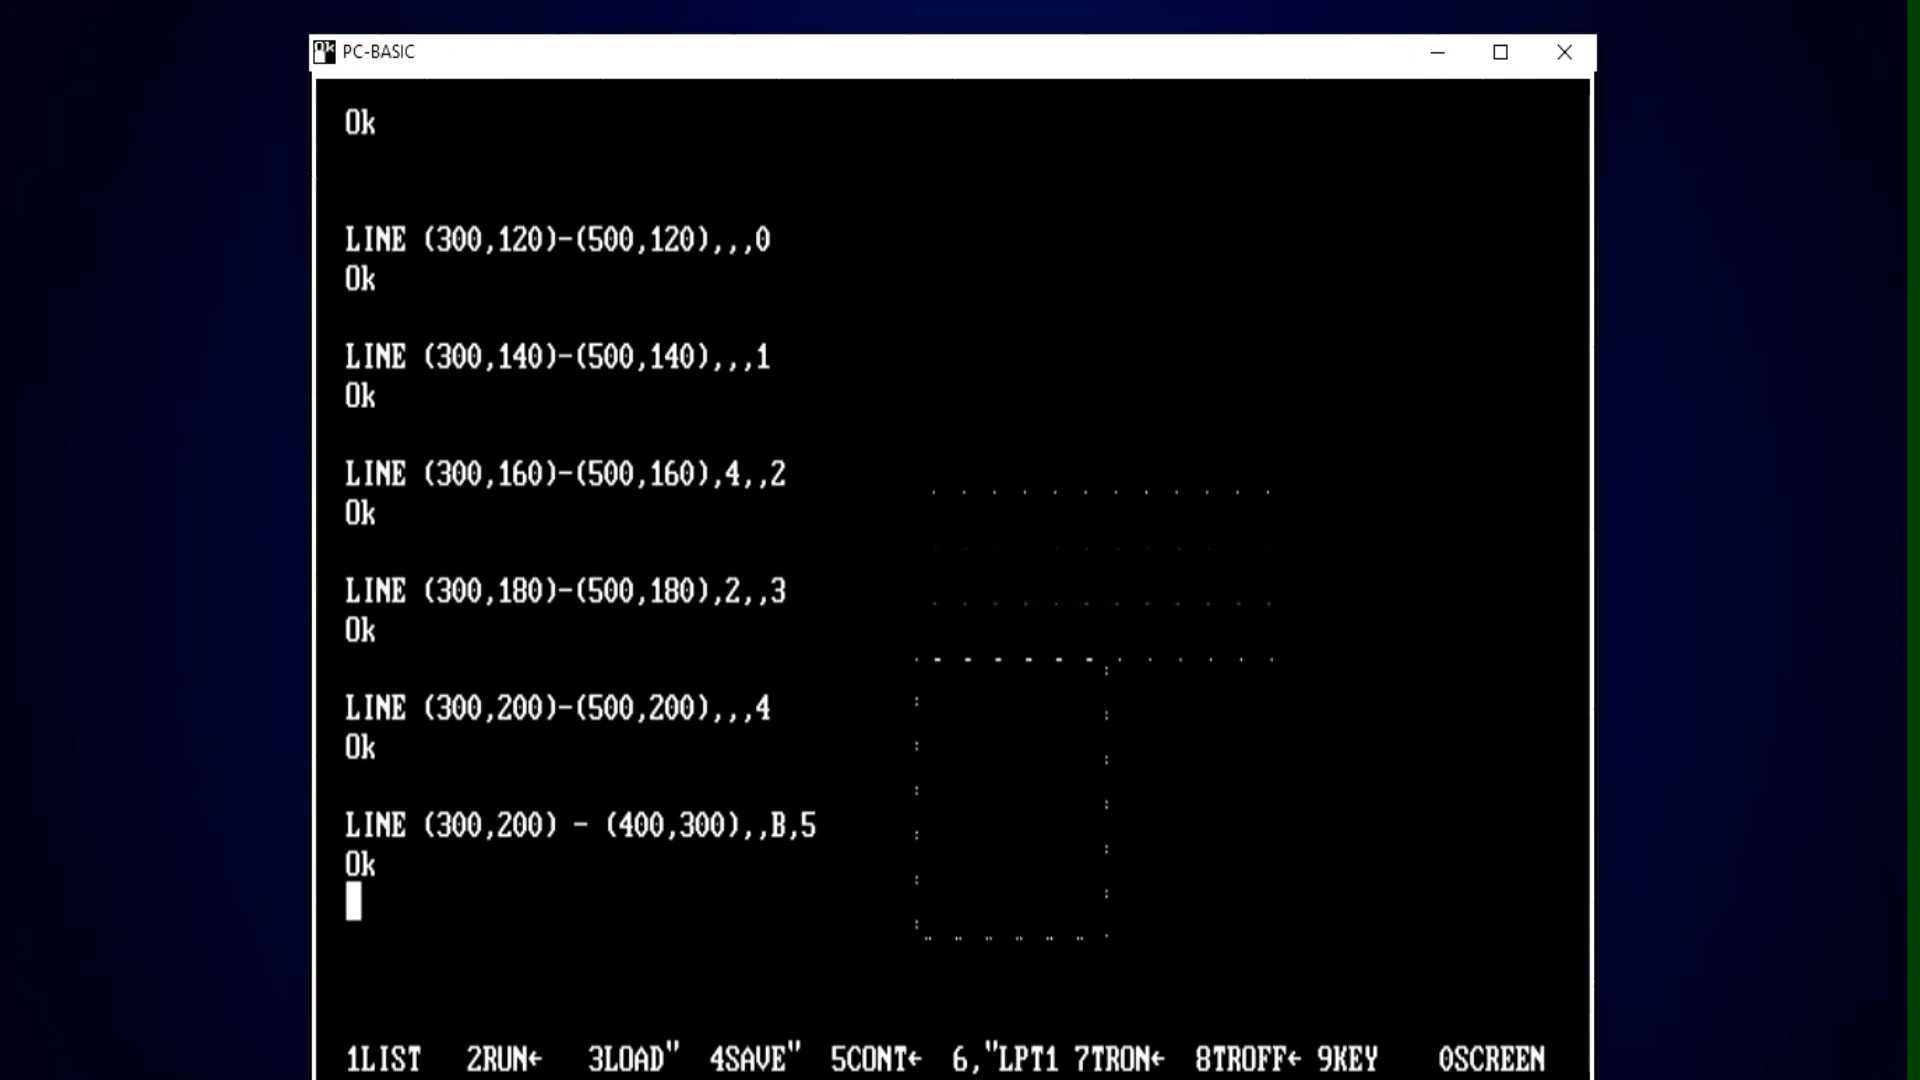 PC-BASIC
Ok
LINE (300,120)-(500,120),,,0
Ok
LINE (300,140)-(500,140),,,1
Ok
LINE (300,160)-(500,160),4,,2
Ok
LINE (300,180)-(500,180),2,,3
Ok
LINE (300,200)-(500,200),,,4
Ok
LINE (300,200) - (400,300),,B,5
Ok
1LIST 2RUN← 3LOAD" 4SAVE" 5CONT← 6,"LPT1 7TRON← 8TROFF← 9KEY 0SCREEN